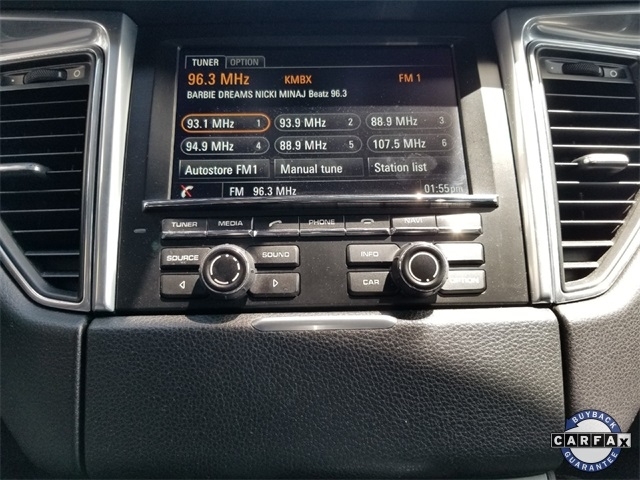 TUNER OPTION
96.3 MHz KMBX FM 1
BARBIE DREAMS NICKI MINAJ Beatz 96.3
93.1 MHz 1 93.9 MHz 2 88.9 MHz 3
94.9 MHz 4 88.9 MHz 5 107.5 MHz 6
Autostore FM1 Manual tune Station list
FM 96.3 MHz 01:55pm
TUNER MEDIA PHONE NAVI
SOURCE SOUND INFO
CAR OPTION
BUYBACK
CARFAX
GUARANTEE